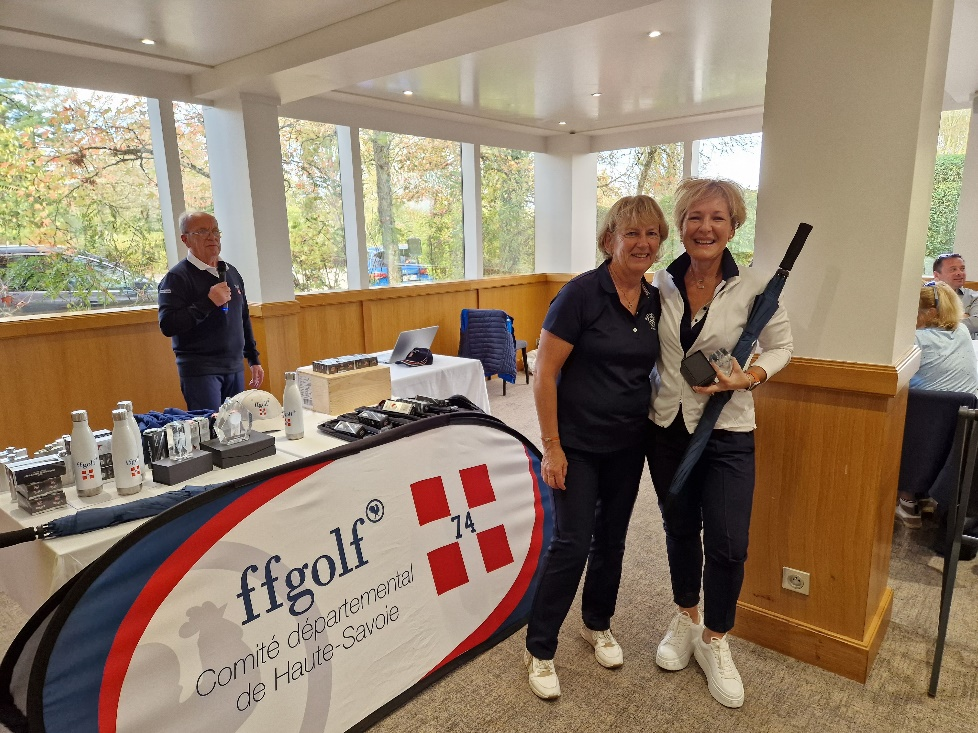 ffgolf
74
Comité départemental
de Haute-Savoie